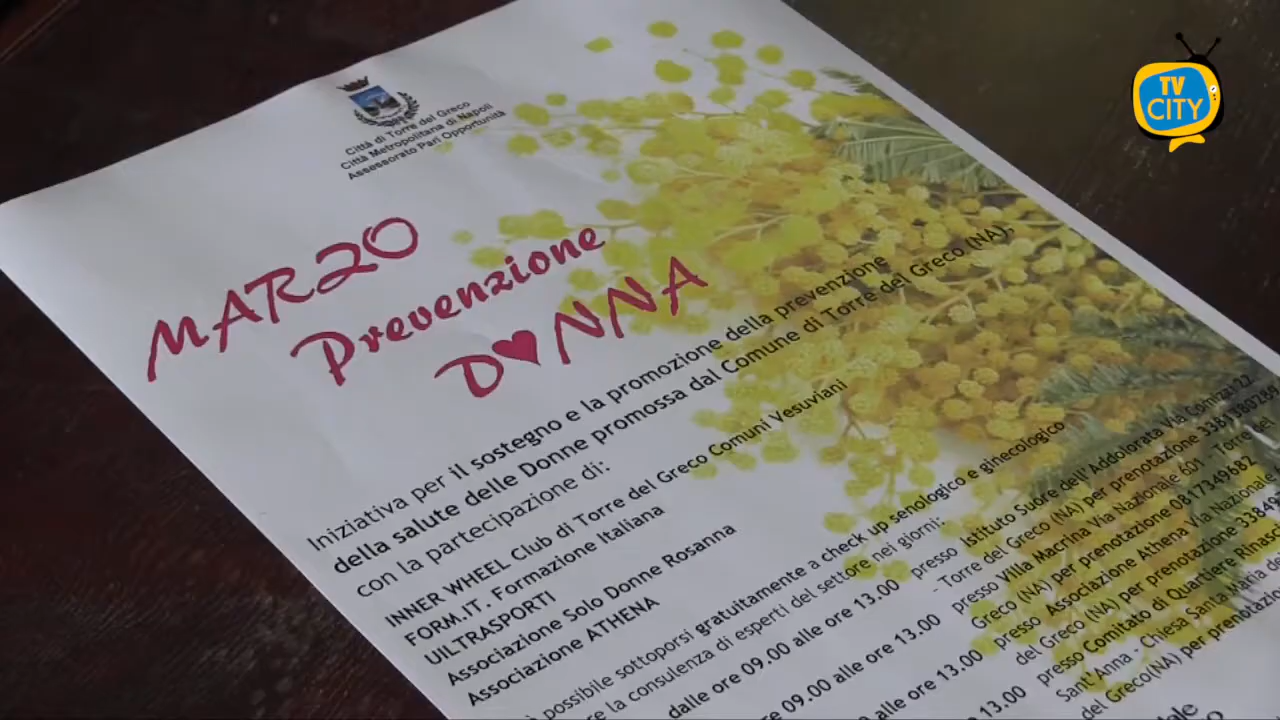 TV
CITY
Città di Torre del Greco
Città Metropolitana di Napoli
Assessorato Pari Opportunità
MARZO
Prevenzione
DONNA
Iniziativa per il sostegno e la promozione della prevenzione
della salute delle Donne promossa dal Comune di Torre del Greco (NA),
con la partecipazione di:
INNER WHEEL Club di Torre del Greco Comuni Vesuviani
FORM.IT. Formazione Italiana
UILTRASPORTI
Associazione Solo Donne Rosanna
Associazione ATHENA
possibile sottoporsi gratuitamente a check up senologico e ginecologico
la consulenza di esperti del settore nei giorni:
dalle ore 09.00 alle ore 13.00 presso Istituto Suore dell'Addolorata Via Comizzi 22
- Torre del Greco (NA) per prenotazione
09.00 alle ore 13.00 presso Villa Macrina Via Nazionale 601 - Torre del
Greco (NA) per prenotazione 0817349682
alle ore 13.00 presso Associazione Athena Via Nazionale
del Greco (NA) per prenotazione
13.00 presso Comitato di Quartiere
Sant'Anna - Chiesa Santa Maria
Greco(NA) per